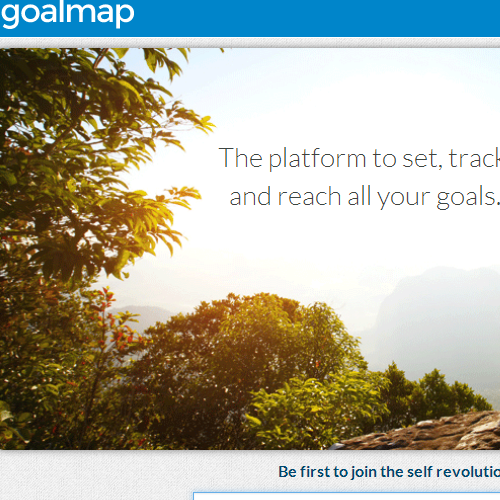 goalmap
The platform to set, track
and reach all your goals.
Be first to join the self revolutio